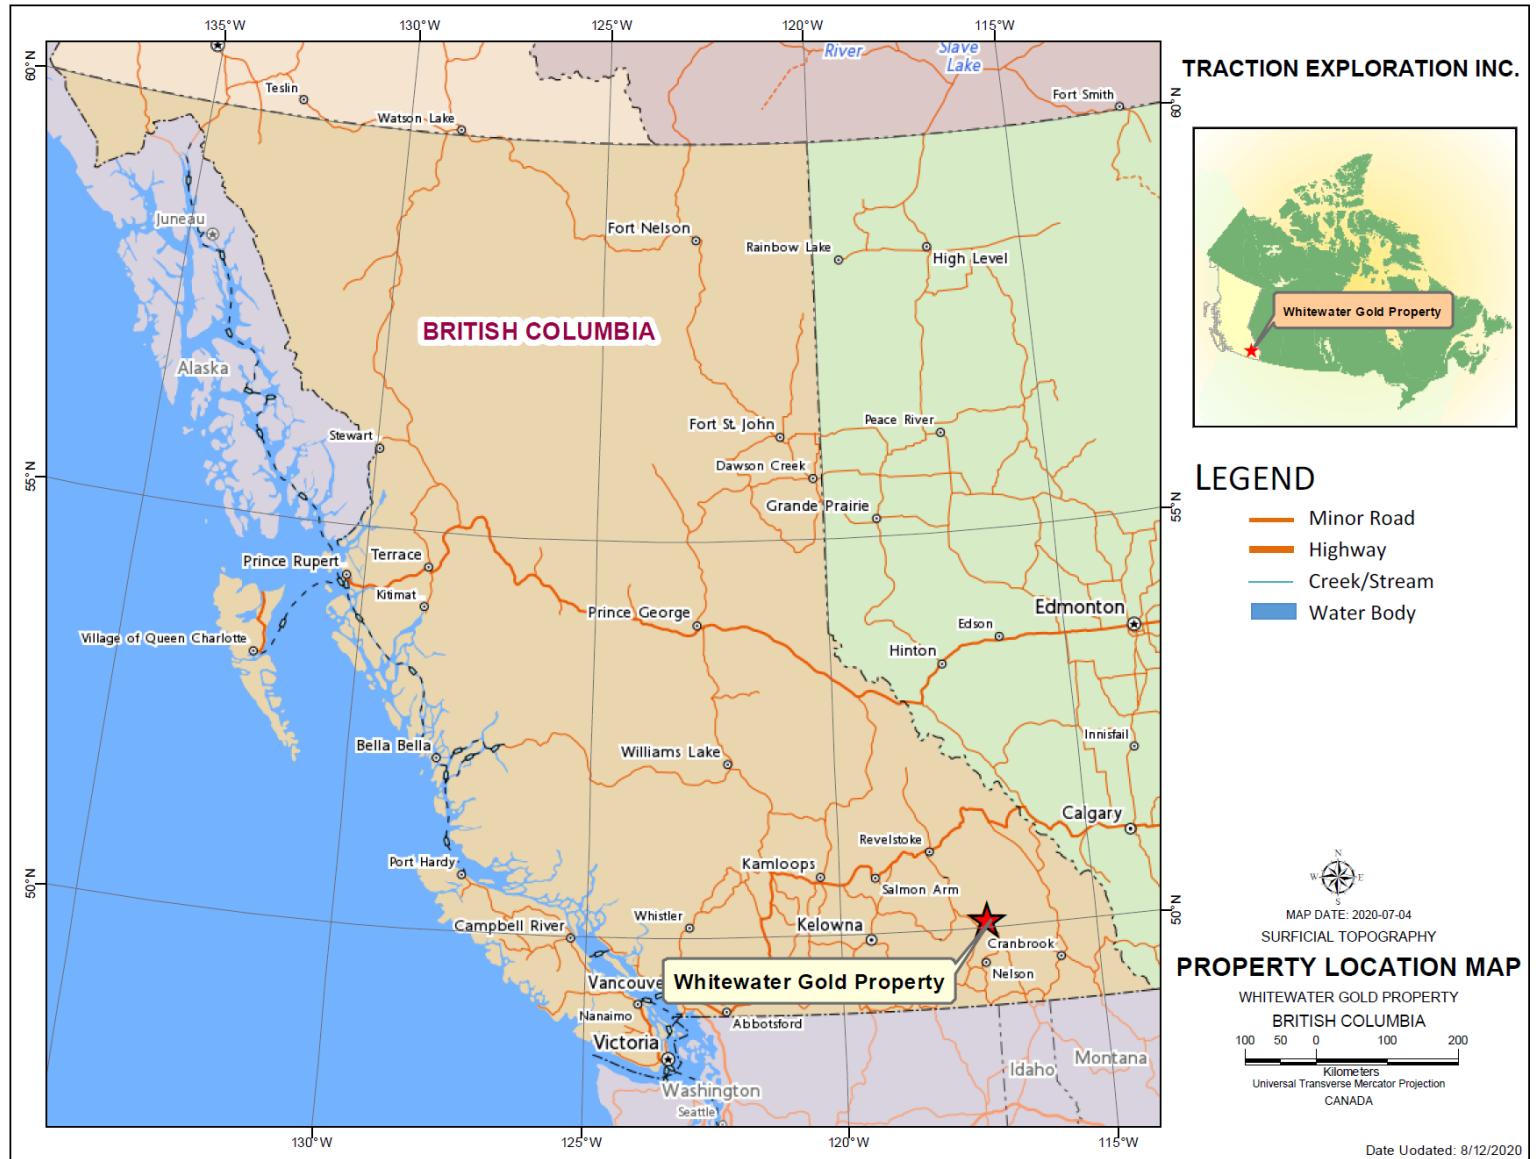 135°W
130°W
125°W
120°W
115°W
60°N
55°N
50°N
60°N
55°N
50°N
130°W
125°W
120°W
115°W
River
Slave
Lake
Teslin
Watson Lake
Fort Smith
Juneau
Fort Nelson
Rainbow Lake
High Level
BRITISH COLUMBIA
Alaska
Stewart
Fort St. John
Peace River
Dawson Creek
Grande Prairie
Prince Rupert
Terrace
Kitimat
Prince George
Edmonton
Edson
Village of Queen Charlotte
Hinton
Bella Bella
Williams Lake
Innisfail
Calgary
Revelstoke
Port Hardy
Kamloops
Salmon Arm
Whistler
Campbell River
Kelowna
Cranbrook
Nelson
Whitewater Gold Property
Vancouve
Nanaimo
Abbotsford
Victoria
Washington
Seattle
Idaho
Montana
TRACTION EXPLORATION INC.
Whitewater Gold Property
LEGEND
Minor Road
Highway
Creek/Stream
Water Body
N
W
E
S
MAP DATE: 2020-07-04
SURFICIAL TOPOGRAPHY
PROPERTY LOCATION MAP
WHITEWATER GOLD PROPERTY
BRITISH COLUMBIA
100 50 0 100 200
Kilometers
Universal Transverse Mercator Projection
CANADA
Date Uodated: 8/12/2020